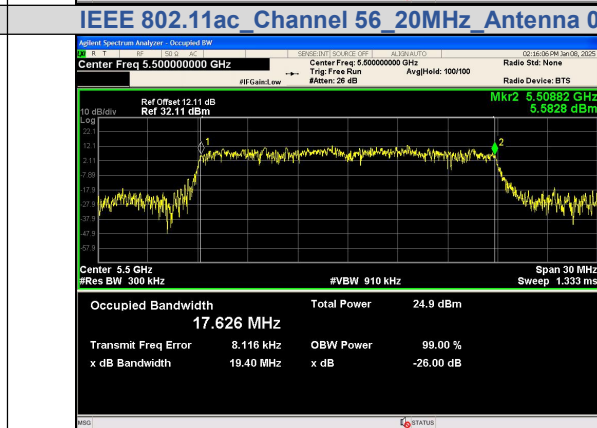 IEEE 802.11ac_Channel 56_20MHz_Antenna 0
Agilent Spectrum Analyzer - Occupied BW
R T RF 50 Ω AC SENSE:INT SOURCE OFF ALIGN AUTO 02:16:06 PM Jan 08, 2025
Center Freq 5.500000000 GHz Center Freq: 5.500000000 GHz Radio Std: None
Trig: Free Run Avg|Hold: 100/100
#IFGain:Low #Atten: 26 dB Radio Device: BTS
Mkr2 5.50882 GHz
5.5828 dBm
Ref Offset 12.11 dB
10 dB/div Ref 32.11 dBm
Log
22.1
1 2
12.1
2.11
-7.89
-17.9
-27.9
-37.9
-47.9
-57.9
Center 5.5 GHz Span 30 MHz
#Res BW 300 kHz #VBW 910 kHz Sweep 1.333 ms
Occupied Bandwidth Total Power 24.9 dBm
17.626 MHz
Transmit Freq Error 8.116 kHz OBW Power 99.00 %
x dB Bandwidth 19.40 MHz x dB -26.00 dB
MSG STATUS